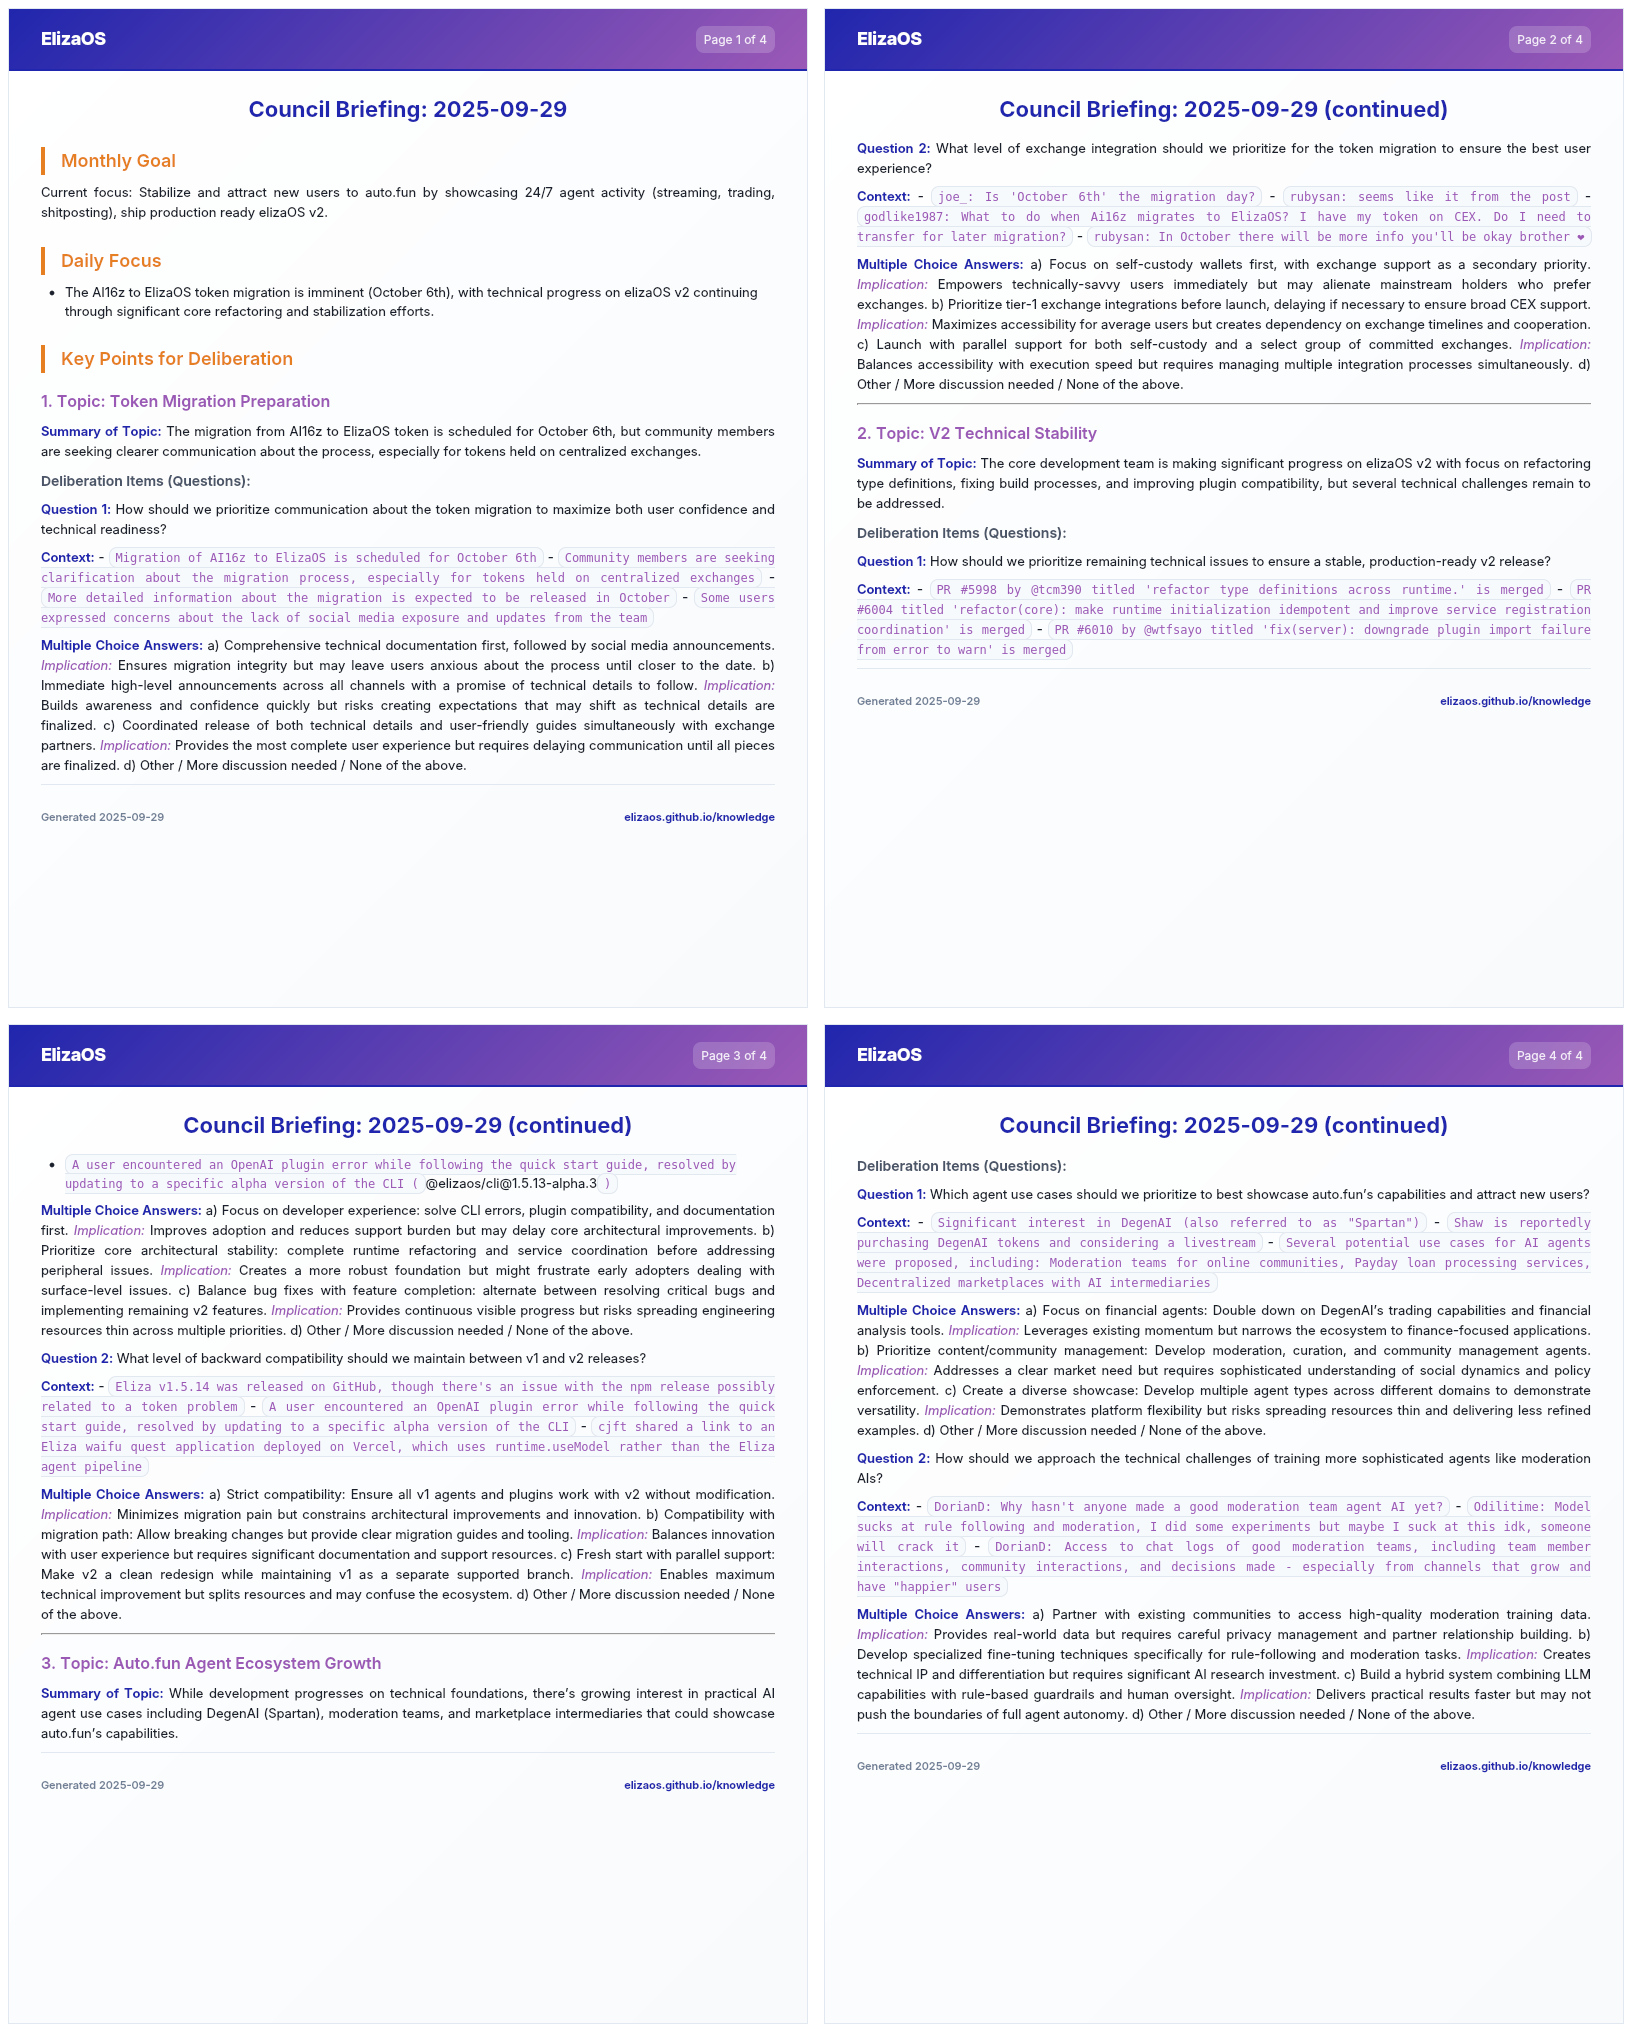 ElizaOS
Page 1 of 4
Council Briefing: 2025-09-29
Monthly Goal
Current focus: Stabilize and attract new users to auto.fun by showcasing 24/7 agent activity (streaming, trading,
shitposting), ship production ready elizaOS v2.
Daily Focus
• The AI16z to ElizaOS token migration is imminent (October 6th), with technical progress on elizaOS v2 continuing
through significant core refactoring and stabilization efforts.
Key Points for Deliberation
1. Topic: Token Migration Preparation
Summary of Topic: The migration from AI16z to ElizaOS token is scheduled for October 6th, but community members
are seeking clearer communication about the process, especially for tokens held on centralized exchanges.
Deliberation Items (Questions):
Question 1: How should we prioritize communication about the token migration to maximize both user confidence and
technical readiness?
Context: - Migration of AI16z to ElizaOS is scheduled for October 6th - Community members are seeking
clarification about the migration process, especially for tokens held on centralized exchanges -
More detailed information about the migration is expected to be released in October - Some users
expressed concerns about the lack of social media exposure and updates from the team
Multiple Choice Answers: a) Comprehensive technical documentation first, followed by social media announcements.
Implication: Ensures migration integrity but may leave users anxious about the process until closer to the date. b)
Immediate high-level announcements across all channels with a promise of technical details to follow. Implication:
Builds awareness and confidence quickly but risks creating expectations that may shift as technical details are
finalized. c) Coordinated release of both technical details and user-friendly guides simultaneously with exchange
partners. Implication: Provides the most complete user experience but requires delaying communication until all pieces
are finalized. d) Other / More discussion needed / None of the above.
Generated 2025-09-29
elizaos.github.io/knowledge
ElizaOS
Page 2 of 4
Council Briefing: 2025-09-29 (continued)
Question 2: What level of exchange integration should we prioritize for the token migration to ensure the best user
experience?
Context: - joe_: Is 'October 6th' the migration day? - rubysan: seems like it from the post -
godlike1987: What to do when Ai16z migrates to ElizaOS? I have my token on CEX. Do I need to
transfer for later migration? - rubysan: In October there will be more info you'll be okay brother ❤
Multiple Choice Answers: a) Focus on self-custody wallets first, with exchange support as a secondary priority.
Implication: Empowers technically-savvy users immediately but may alienate mainstream holders who prefer
exchanges. b) Prioritize tier-1 exchange integrations before launch, delaying if necessary to ensure broad CEX support.
Implication: Maximizes accessibility for average users but creates dependency on exchange timelines and cooperation.
c) Launch with parallel support for both self-custody and a select group of committed exchanges. Implication:
Balances accessibility with execution speed but requires managing multiple integration processes simultaneously. d)
Other / More discussion needed / None of the above.
2. Topic: V2 Technical Stability
Summary of Topic: The core development team is making significant progress on elizaOS v2 with focus on refactoring
type definitions, fixing build processes, and improving plugin compatibility, but several technical challenges remain to
be addressed.
Deliberation Items (Questions):
Question 1: How should we prioritize remaining technical issues to ensure a stable, production-ready v2 release?
Context: - PR #5998 by @tcm390 titled 'refactor type definitions across runtime.' is merged - PR
#6004 titled 'refactor(core): make runtime initialization idempotent and improve service registration
coordination' is merged - PR #6010 by @wtfsayo titled 'fix(server): downgrade plugin import failure
from error to warn' is merged
Generated 2025-09-29
elizaos.github.io/knowledge
ElizaOS
Page 3 of 4
Council Briefing: 2025-09-29 (continued)
• A user encountered an OpenAI plugin error while following the quick start guide, resolved by
updating to a specific alpha version of the CLI ( @elizaos/cli@1.5.13-alpha.3 )
Multiple Choice Answers: a) Focus on developer experience: solve CLI errors, plugin compatibility, and documentation
first. Implication: Improves adoption and reduces support burden but may delay core architectural improvements. b)
Prioritize core architectural stability: complete runtime refactoring and service coordination before addressing
peripheral issues. Implication: Creates a more robust foundation but might frustrate early adopters dealing with
surface-level issues. c) Balance bug fixes with feature completion: alternate between resolving critical bugs and
implementing remaining v2 features. Implication: Provides continuous visible progress but risks spreading engineering
resources thin across multiple priorities. d) Other / More discussion needed / None of the above.
Question 2: What level of backward compatibility should we maintain between v1 and v2 releases?
Context: - Eliza v1.5.14 was released on GitHub, though there's an issue with the npm release possibly
related to a token problem - A user encountered an OpenAI plugin error while following the quick
start guide, resolved by updating to a specific alpha version of the CLI - cjft shared a link to an
Eliza waifu quest application deployed on Vercel, which uses runtime.useModel rather than the Eliza
agent pipeline
Multiple Choice Answers: a) Strict compatibility: Ensure all v1 agents and plugins work with v2 without modification.
Implication: Minimizes migration pain but constrains architectural improvements and innovation. b) Compatibility with
migration path: Allow breaking changes but provide clear migration guides and tooling. Implication: Balances innovation
with user experience but requires significant documentation and support resources. c) Fresh start with parallel support:
Make v2 a clean redesign while maintaining v1 as a separate supported branch. Implication: Enables maximum
technical improvement but splits resources and may confuse the ecosystem. d) Other / More discussion needed / None
of the above.
3. Topic: Auto.fun Agent Ecosystem Growth
Summary of Topic: While development progresses on technical foundations, there’s growing interest in practical AI
agent use cases including DegenAI (Spartan), moderation teams, and marketplace intermediaries that could showcase
auto.fun’s capabilities.
Generated 2025-09-29
elizaos.github.io/knowledge
ElizaOS
Page 4 of 4
Council Briefing: 2025-09-29 (continued)
Deliberation Items (Questions):
Question 1: Which agent use cases should we prioritize to best showcase auto.fun’s capabilities and attract new users?
Context: - Significant interest in DegenAI (also referred to as "Spartan") - Shaw is reportedly
purchasing DegenAI tokens and considering a livestream - Several potential use cases for AI agents
were proposed, including: Moderation teams for online communities, Payday loan processing services,
Decentralized marketplaces with AI intermediaries
Multiple Choice Answers: a) Focus on financial agents: Double down on DegenAI’s trading capabilities and financial
analysis tools. Implication: Leverages existing momentum but narrows the ecosystem to finance-focused applications.
b) Prioritize content/community management: Develop moderation, curation, and community management agents.
Implication: Addresses a clear market need but requires sophisticated understanding of social dynamics and policy
enforcement. c) Create a diverse showcase: Develop multiple agent types across different domains to demonstrate
versatility. Implication: Demonstrates platform flexibility but risks spreading resources thin and delivering less refined
examples. d) Other / More discussion needed / None of the above.
Question 2: How should we approach the technical challenges of training more sophisticated agents like moderation
AIs?
Context: - DorianD: Why hasn't anyone made a good moderation team agent AI yet? - Odilitime: Model
sucks at rule following and moderation, I did some experiments but maybe I suck at this idk, someone
will crack it - DorianD: Access to chat logs of good moderation teams, including team member
interactions, community interactions, and decisions made - especially from channels that grow and
have "happier" users
Multiple Choice Answers: a) Partner with existing communities to access high-quality moderation training data.
Implication: Provides real-world data but requires careful privacy management and partner relationship building. b)
Develop specialized fine-tuning techniques specifically for rule-following and moderation tasks. Implication: Creates
technical IP and differentiation but requires significant AI research investment. c) Build a hybrid system combining LLM
capabilities with rule-based guardrails and human oversight. Implication: Delivers practical results faster but may not
push the boundaries of full agent autonomy. d) Other / More discussion needed / None of the above.
Generated 2025-09-29
elizaos.github.io/knowledge